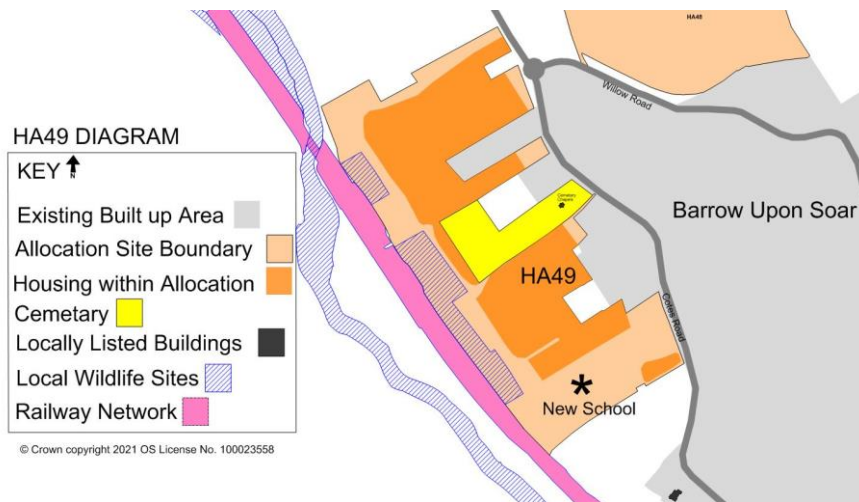 HA48
Willow Road
HA49 DIAGRAM
KEY
N
Existing Built up Area
Allocation Site Boundary
Housing within Allocation
Cemetary
Locally Listed Buildings
Local Wildlife Sites
Railway Network
© Crown copyright 2021 OS License No. 100023558
Cemetery
Chapels
Barrow Upon Soar
HA49
Cotes Road
New School